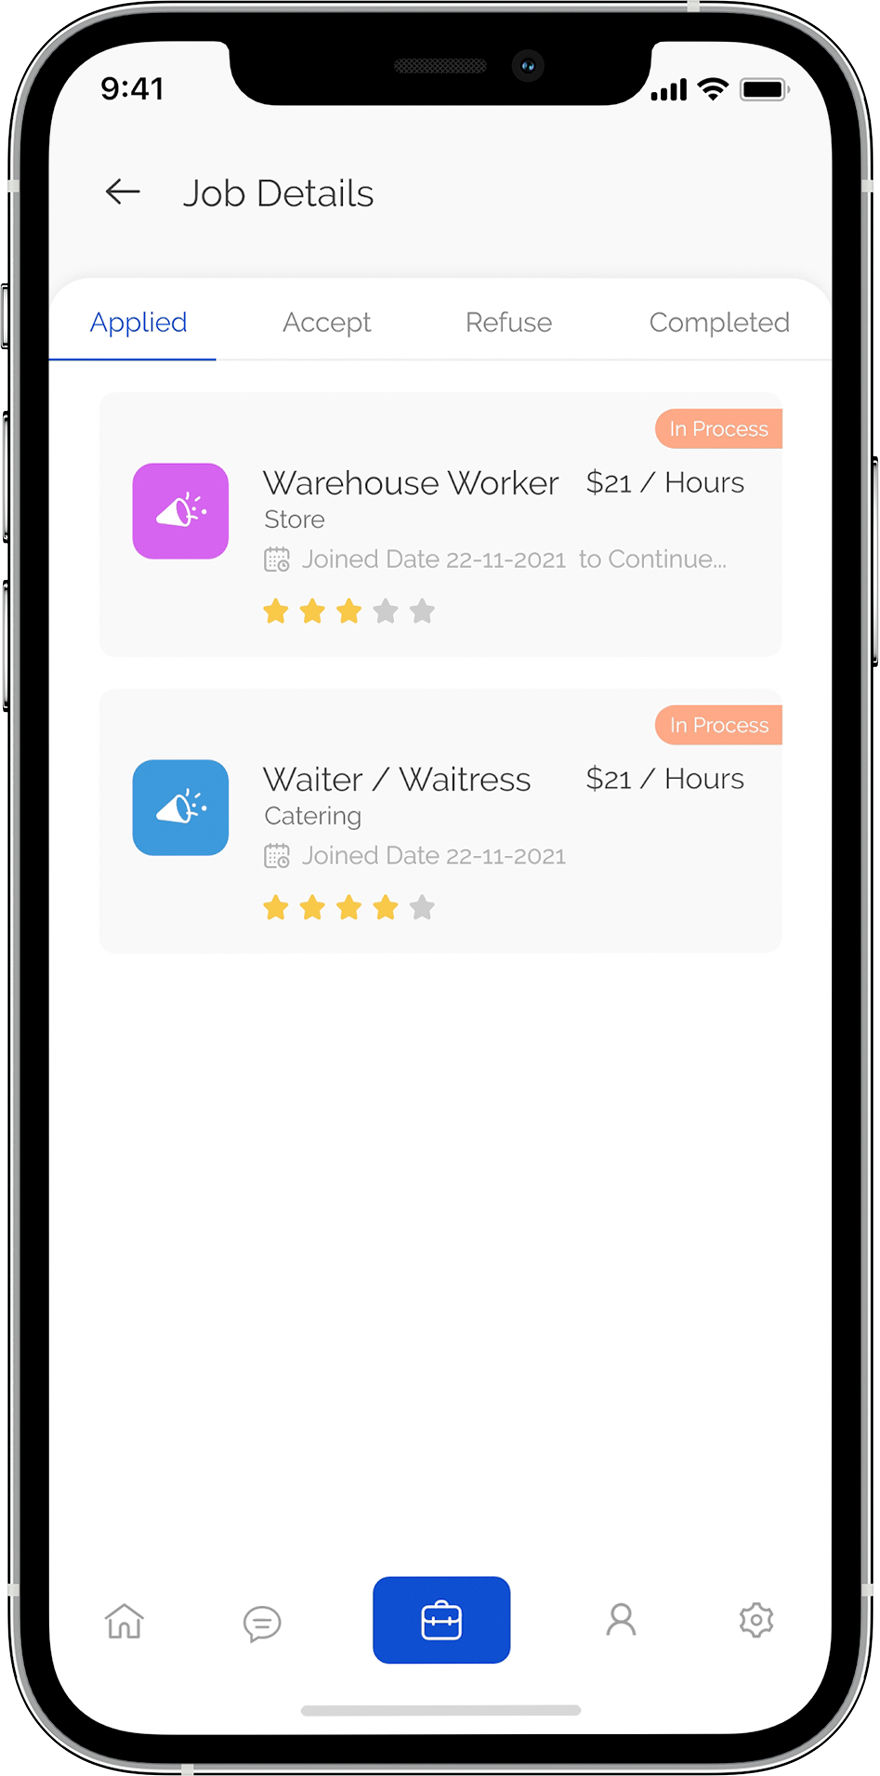 9:41
Job Details
Applied Accept Refuse Completed
In Process
Warehouse Worker $21 / Hours
Store
Joined Date 22-11-2021 to Continue...
In Process
Waiter / Waitress $21 / Hours
Catering
Joined Date 22-11-2021